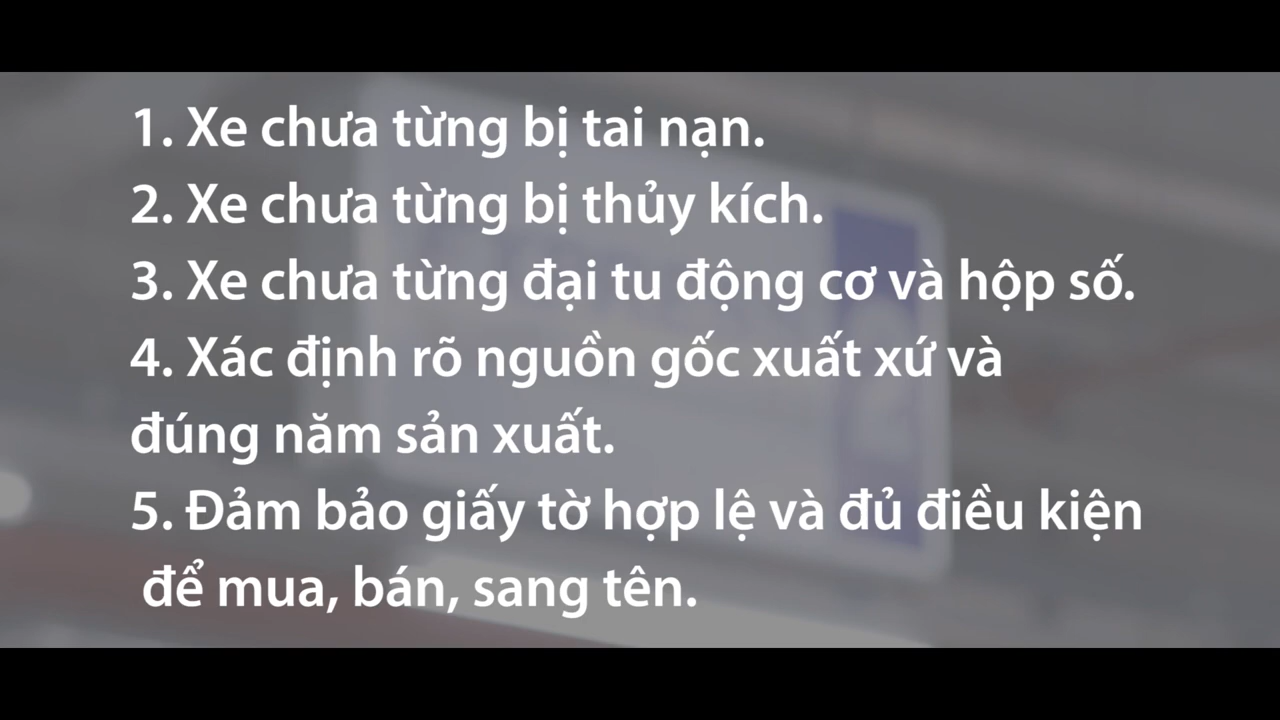 1. Xe chưa từng bị tai nạn.
2. Xe chưa từng bị thủy kích.
3. Xe chưa từng đại tu động cơ và hộp số.
4. Xác định rõ nguồn gốc xuất xứ và
đúng năm sản xuất.
5. Đảm bảo giấy tờ hợp lệ và đủ điều kiện
để mua, bán, sang tên.